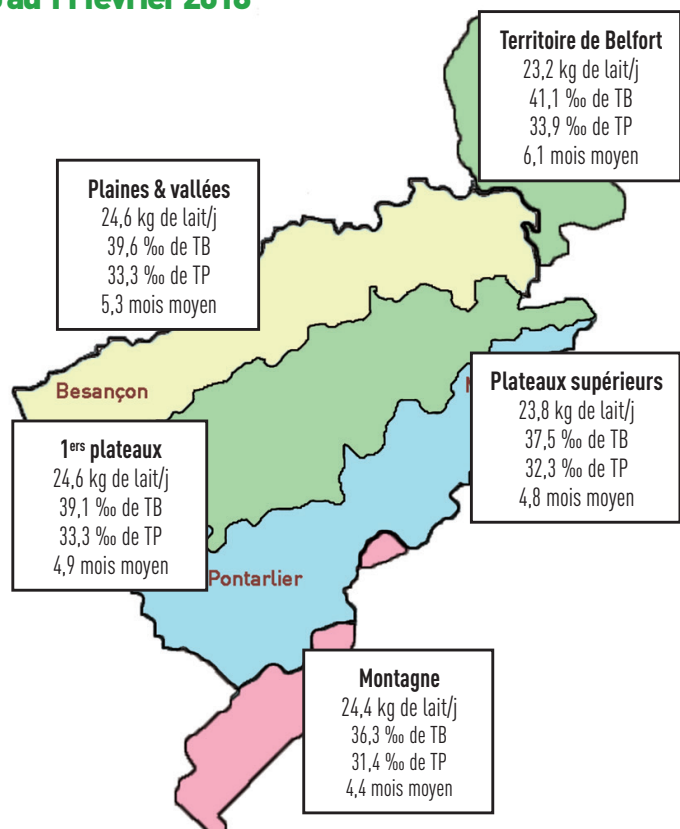 au 11 février 2018
Territoire de Belfort
23,2 kg de lait/j
41,1 ‰ de TB
33,9 ‰ de TP
6,1 mois moyen
Plaines & vallées
24,6 kg de lait/j
39,6 ‰ de TB
33,3 ‰ de TP
5,3 mois moyen
Besançon
Plateaux supérieurs
23,8 kg de lait/j
37,5 ‰ de TB
32,3 ‰ de TP
4,8 mois moyen
1ers plateaux
24,6 kg de lait/j
39,1 ‰ de TB
33,3 ‰ de TP
4,9 mois moyen
Pontarlier
Montagne
24,4 kg de lait/j
36,3 ‰ de TB
31,4 ‰ de TP
4,4 mois moyen